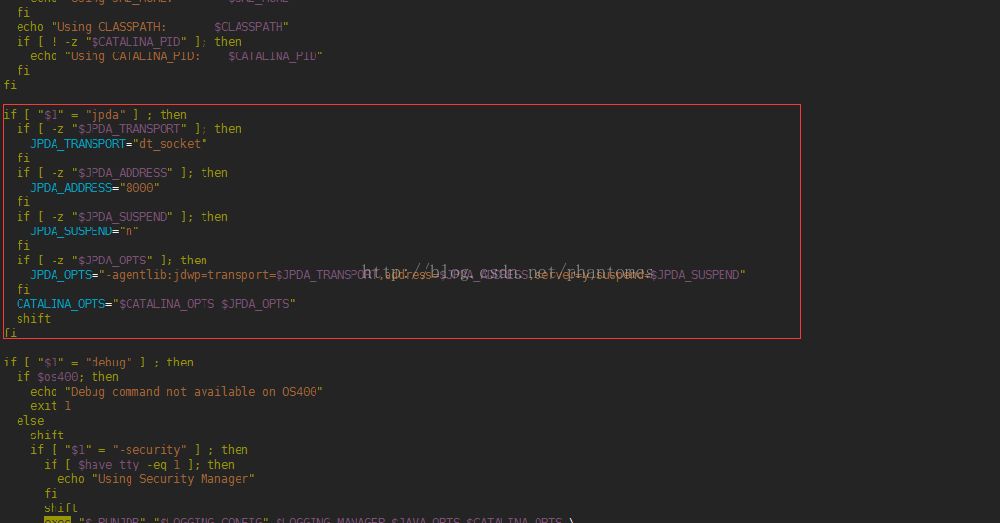 fi
echo "Using CLASSPATH:       $CLASSPATH"
if [ ! -z "$CATALINA_PID" ]; then
echo "Using CATALINA_PID:    $CATALINA_PID"
fi
fi
if [ "$1" = "jpda" ] ; then
if [ -z "$JPDA_TRANSPORT" ]; then
JPDA_TRANSPORT="dt_socket"
fi
if [ -z "$JPDA_ADDRESS" ]; then
JPDA_ADDRESS="8000"
fi
if [ -z "$JPDA_SUSPEND" ]; then
JPDA_SUSPEND="n"
fi
if [ -z "$JPDA_OPTS" ]; then
JPDA_OPTS="-agentlib:jdwp=transport=$JPDA_TRANSPORT,address=$JPDA_ADDRESS,server=y,suspend=$JPDA_SUSPEND"
http://blog.csdn.net/phantomes
fi
CATALINA_OPTS="$CATALINA_OPTS $JPDA_OPTS"
shift
fi
if [ "$1" = "debug" ] ; then
if $os400; then
echo "Debug command not available on OS400"
exit 1
else
shift
if [ "$1" = "-security" ] ; then
if [ $have_tty -eq 1 ]; then
echo "Using Security Manager"
fi
shift
exec "$_RUNJDB" "$LOGGING_CONFIG" $LOGGING_MANAGER $JAVA_OPTS $CATALINA_OPTS \